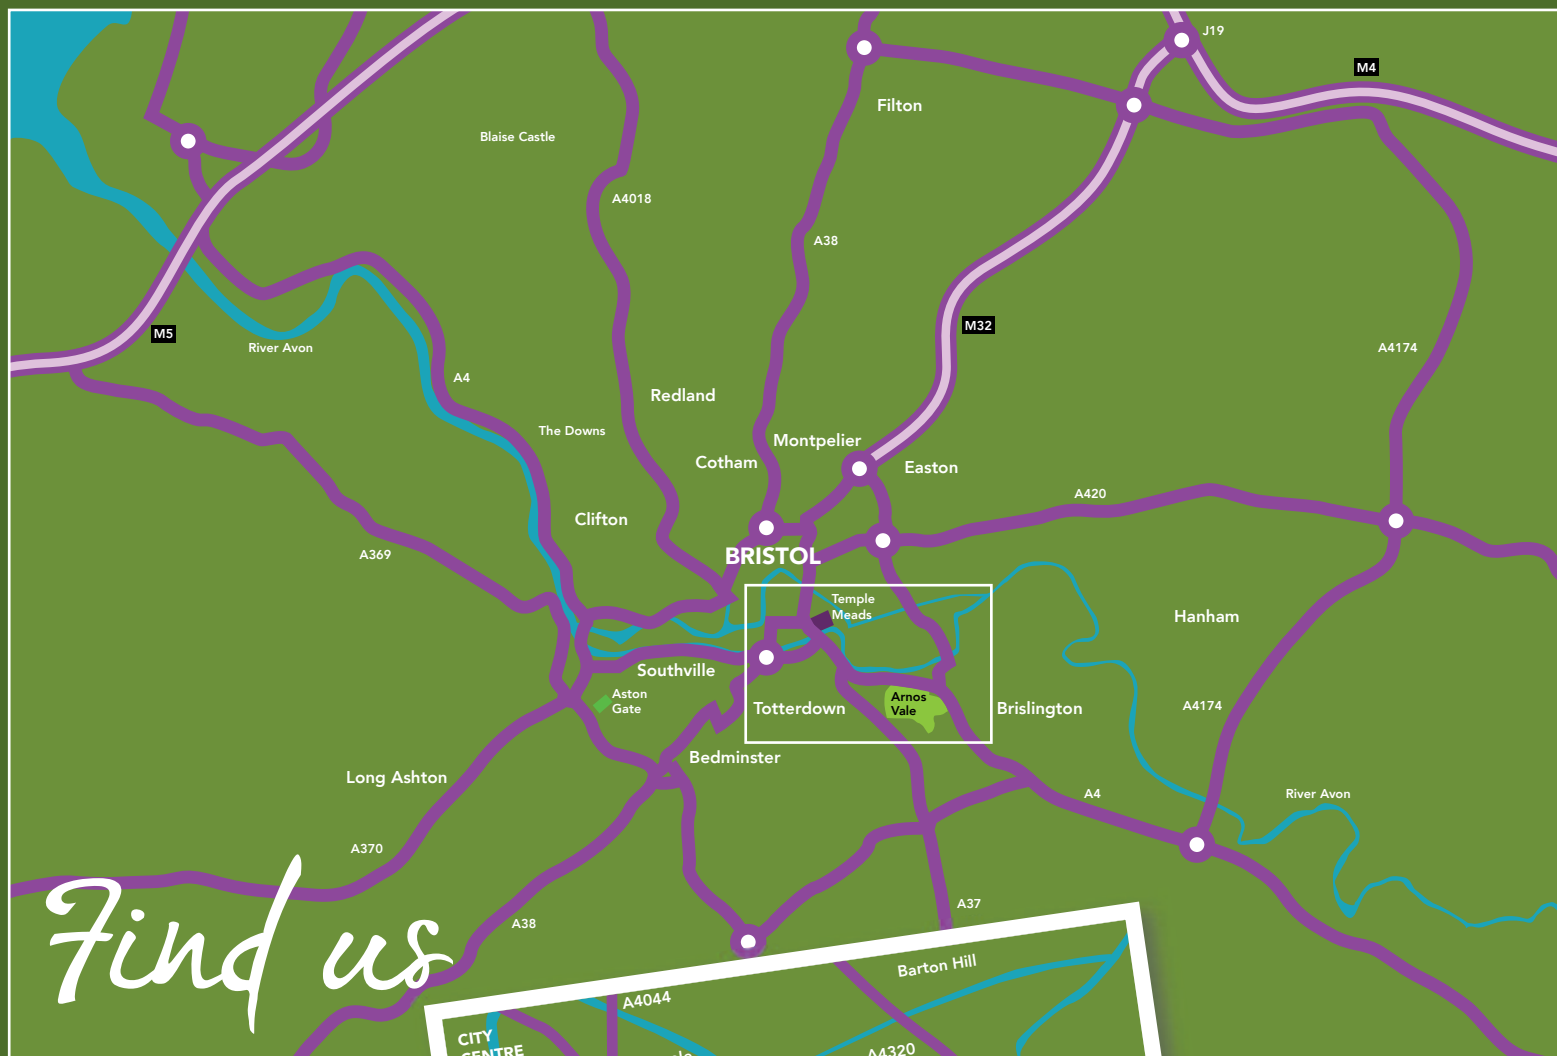 J19
M4
Filton
Blaise Castle
A4018
A38
M32
M5
River Avon
A4174
A4
Redland
The Downs
Montpelier
Cotham
Easton
A420
Clifton
A369
BRISTOL
Temple
Meads
Hanham
Southville
Aston
Gate
Arnos
Vale
Totterdown
Brislington
A4174
Bedminster
Long Ashton
A4
River Avon
A370
A38
A37
Find us
Barton Hill
A4044
CITY
CENTRE
A4320